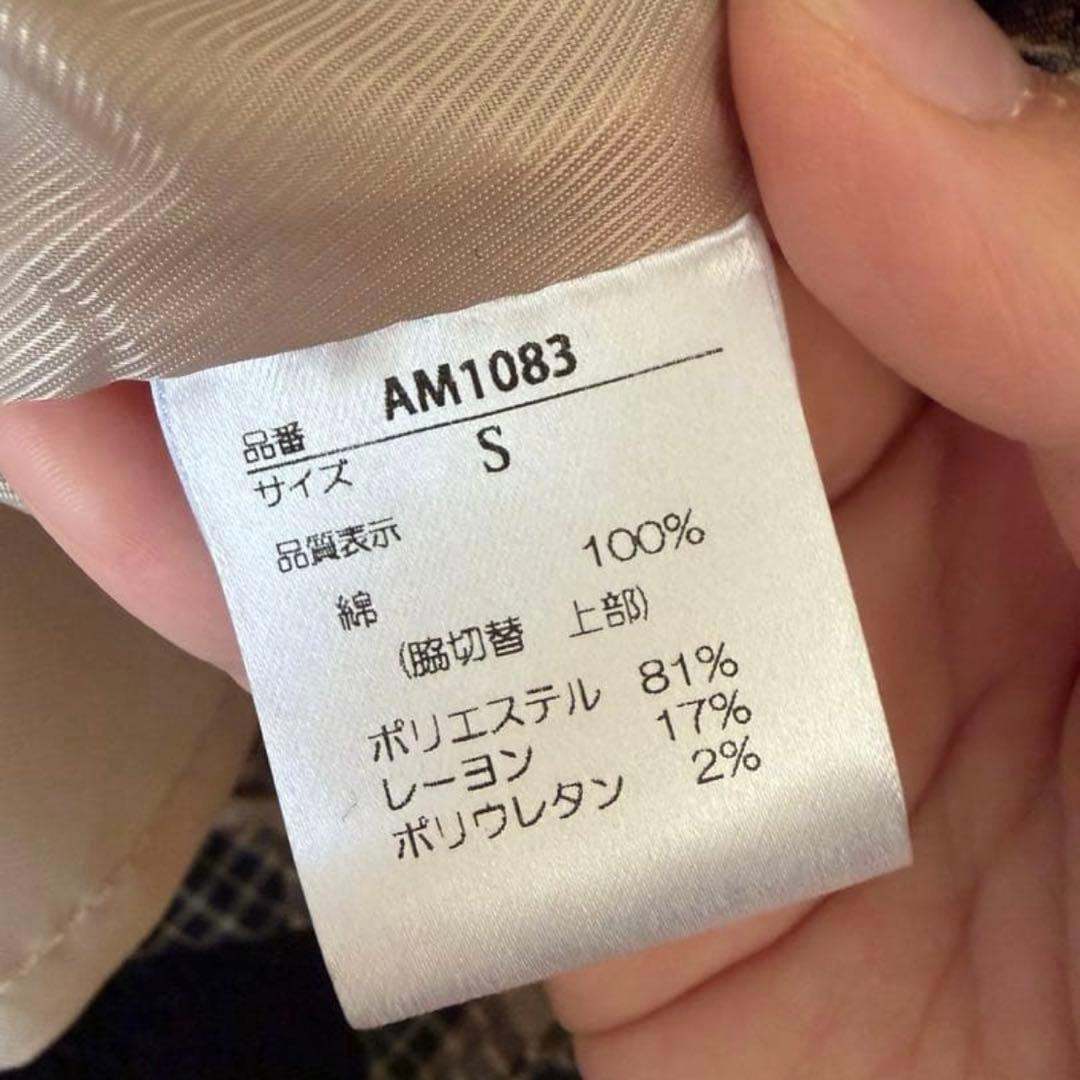 品番 AM1083
サイズ S
品質表示
綿 100%
(脇切替 上部)
ポリエステル 81%
レーヨン 17%
ポリウレタン 2%